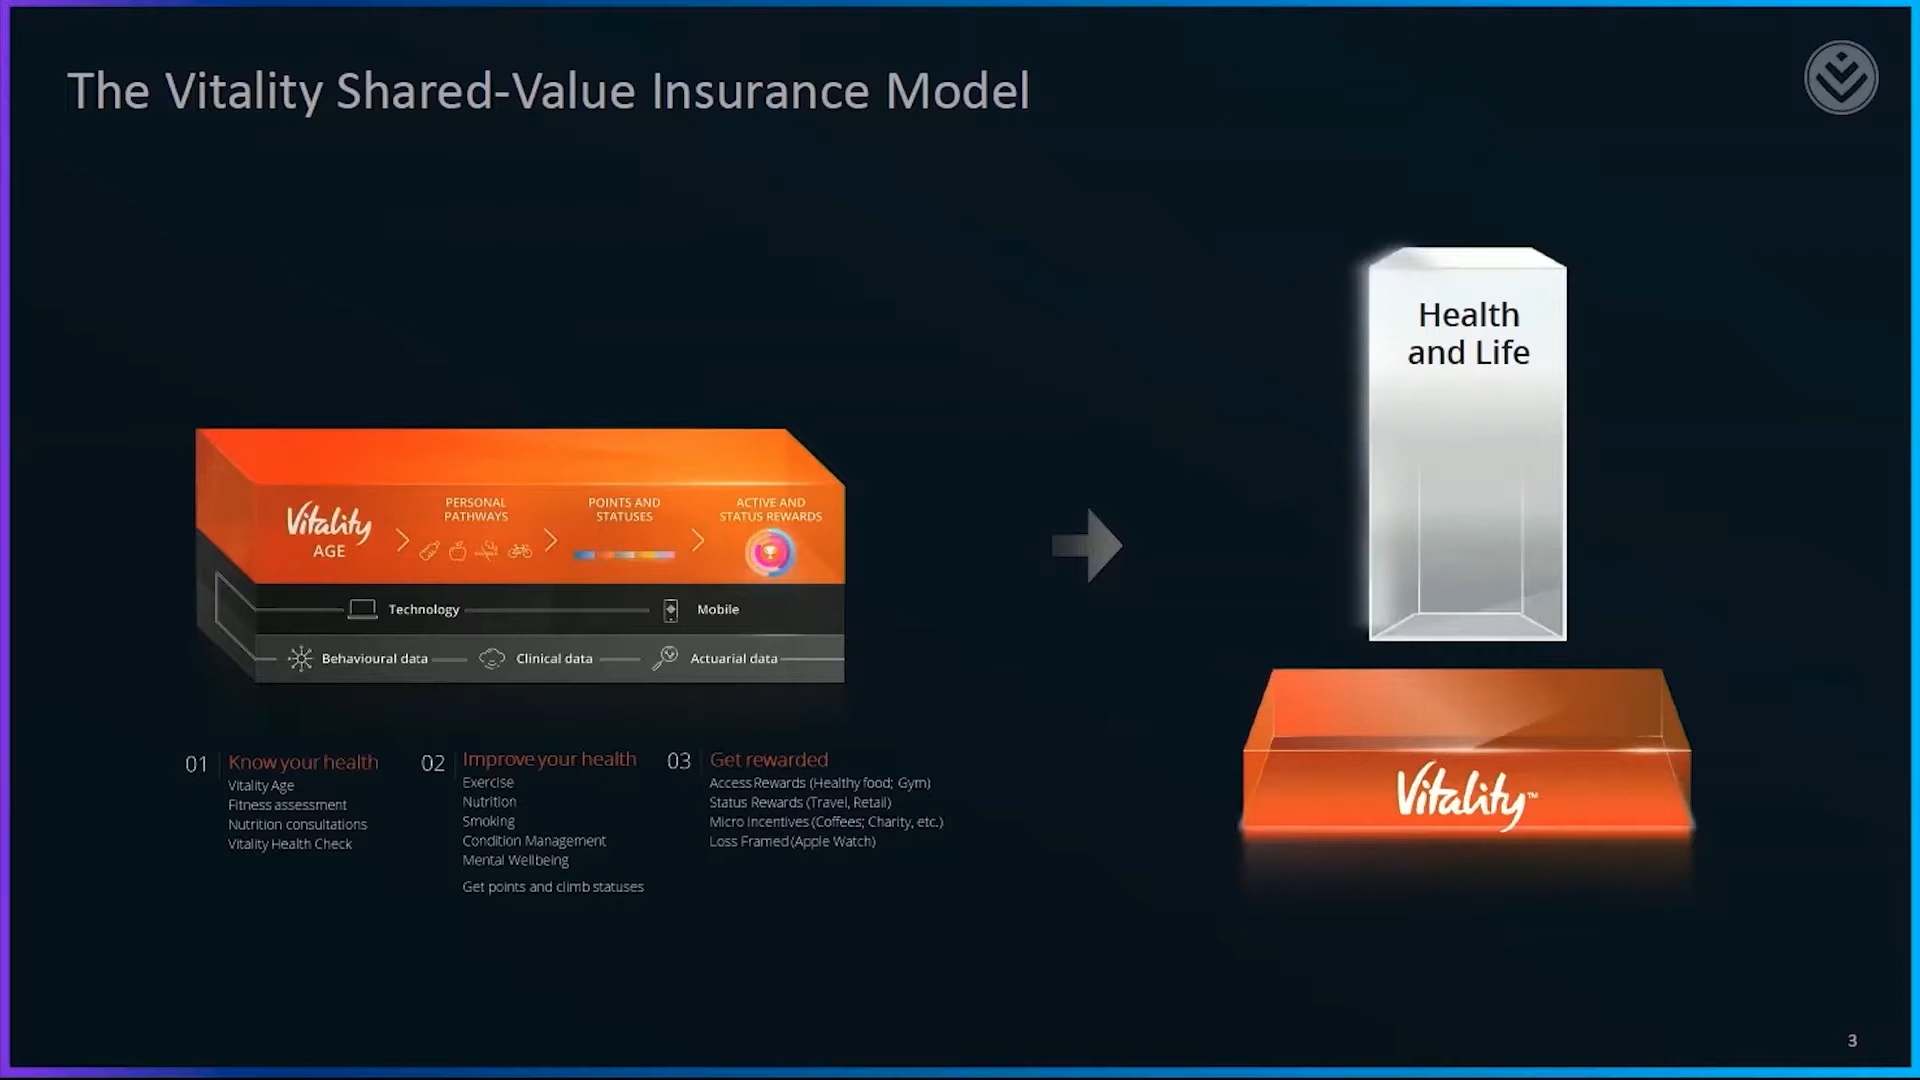 The Vitality Shared-Value Insurance Model
Health
and Life
Vitality
AGE
PERSONAL
PATHWAYS
POINTS AND
STATUSES
ACTIVE AND
STATUS REWARDS
Technology
Mobile
Behavioural data
Clinical data
Actuarial data
01
Know your health
Vitality Age
Fitness assessment
Nutrition consultations
Vitality Health Check
02
Improve your health
Exercise
Nutrition
Smoking
Condition Management
Mental Wellbeing
Get points and climb statuses
03
Get rewarded
Access Rewards (Healthy food; Gym)
Status Rewards (Travel, Retail)
Micro Incentives (Coffees; Charity, etc.)
Loss Framed (Apple Watch)
Vitality™
3